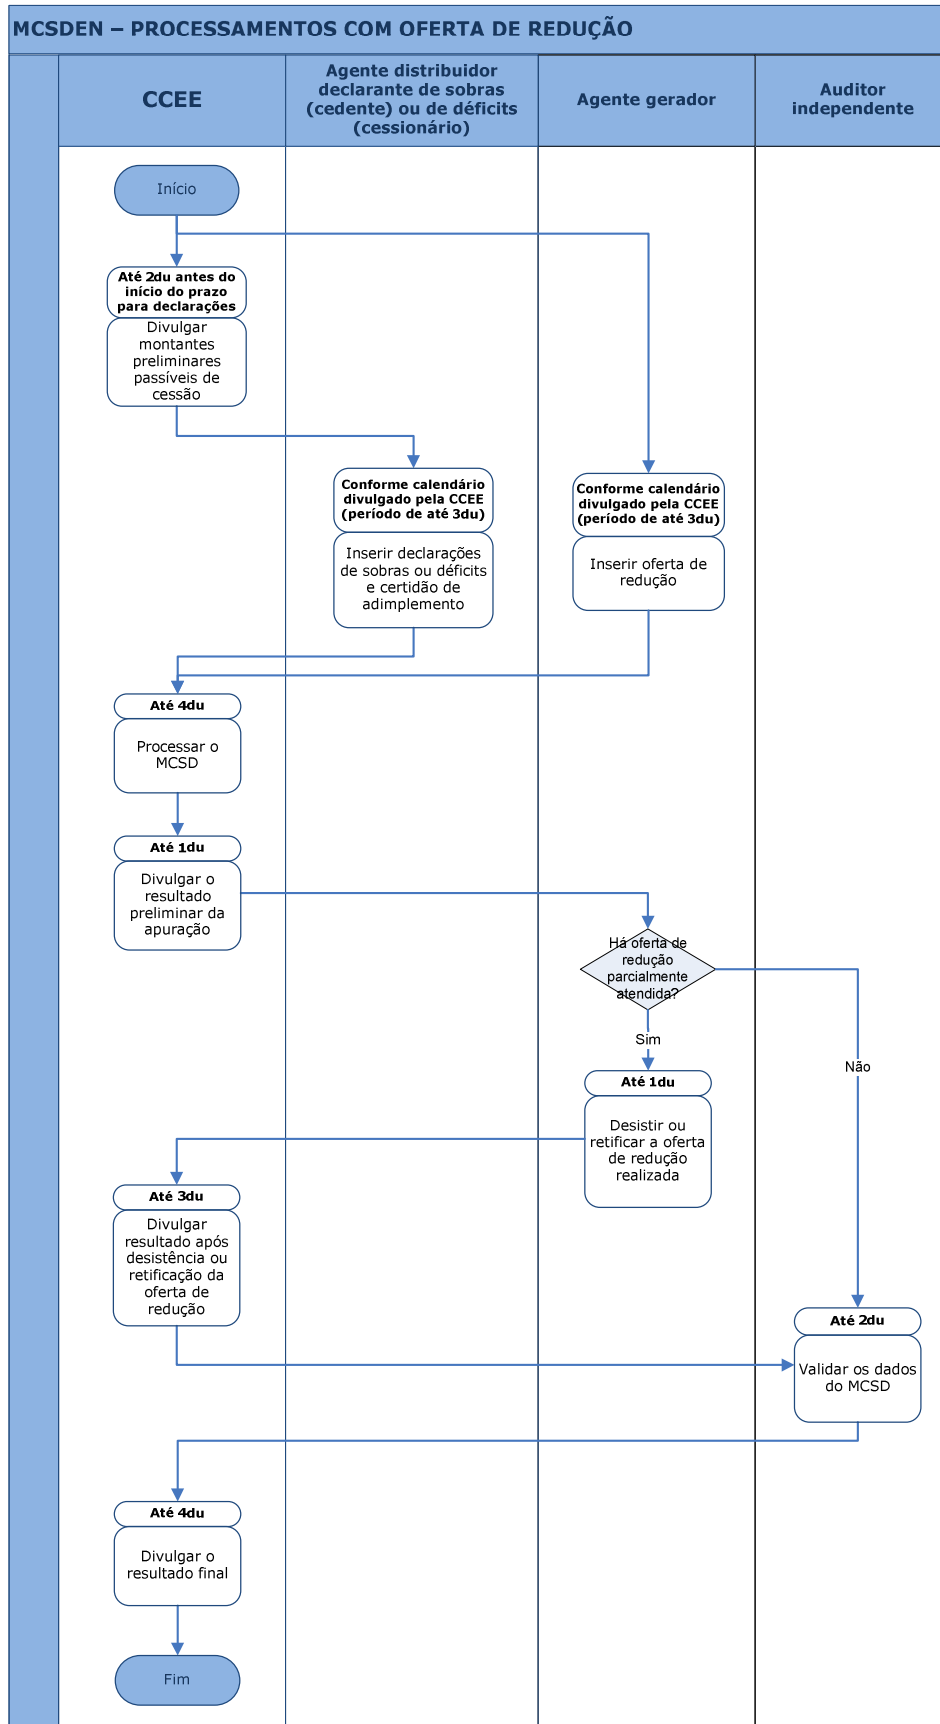 MCSDEN – PROCESSAMENTOS COM OFERTA DE REDUÇÃO
CCEE
Agente distribuidor
declarante de sobras
(cedente) ou de déficits
(cessionário)
Agente gerador
Auditor
independente
Início
Até 2du antes do
início do prazo
para declarações
Divulgar
montantes
preliminares
passíveis de
cessão
Conforme calendário
divulgado pela CCEE
(período de até 3du)
Inserir declarações
de sobras ou déficits
e certidão de
adimplemento
Conforme calendário
divulgado pela CCEE
(período de até 3du)
Inserir oferta de
redução
Até 4du
Processar o
MCSD
Até 1du
Divulgar o
resultado
preliminar da
apuração
Há oferta de
redução
parcialmente
atendida?
Sim
Não
Até 1du
Desistir ou
retificar a oferta
de redução
realizada
Até 3du
Divulgar
resultado após
desistência ou
retificação da
oferta de
redução
Até 2du
Validar os dados
do MCSD
Até 4du
Divulgar o
resultado final
Fim